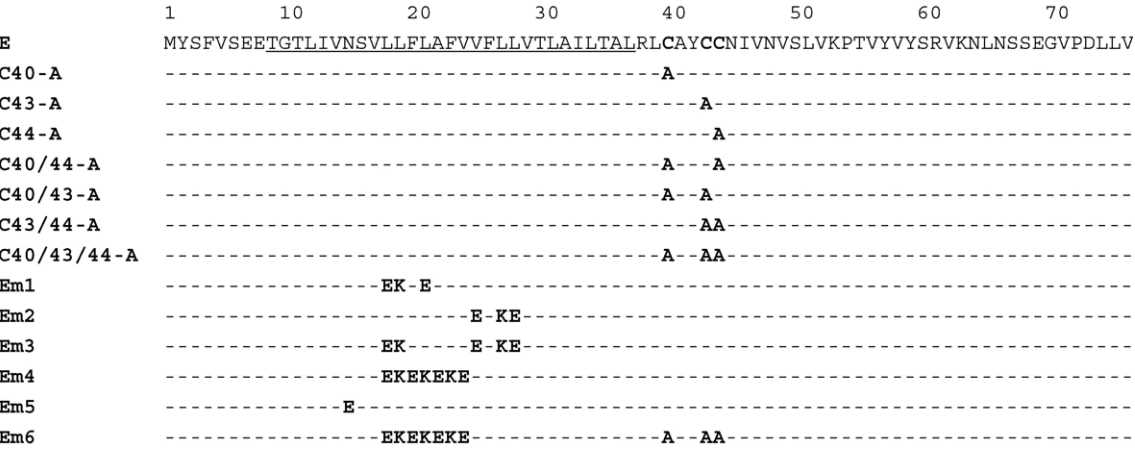 1 10 20 30 40 50 60 70
E MYSFVSEETGTLIVNSVLLFLAFVVFLLVTLAILTALRLCAYCCNIVNVSLVKPTVYVYSRVKNLNSSEGVPDLLV
C40-A ---------------------------------------A------------------------------------
C43-A ------------------------------------------A---------------------------------
C44-A -------------------------------------------A--------------------------------
C40/44-A ---------------------------------------A---A--------------------------------
C40/43-A ---------------------------------------A--A---------------------------------
C43/44-A ------------------------------------------AA--------------------------------
C40/43/44-A ---------------------------------------A--AA--------------------------------
Em1 -----------------EK-E-------------------------------------------------------
Em2 ------------------------E-KE------------------------------------------------
Em3 -----------------EK-----E-KE------------------------------------------------
Em4 -----------------EKEKEKE----------------------------------------------------
Em5 --------------E-------------------------------------------------------------
Em6 -----------------EKEKEKE---------------A--AA--------------------------------